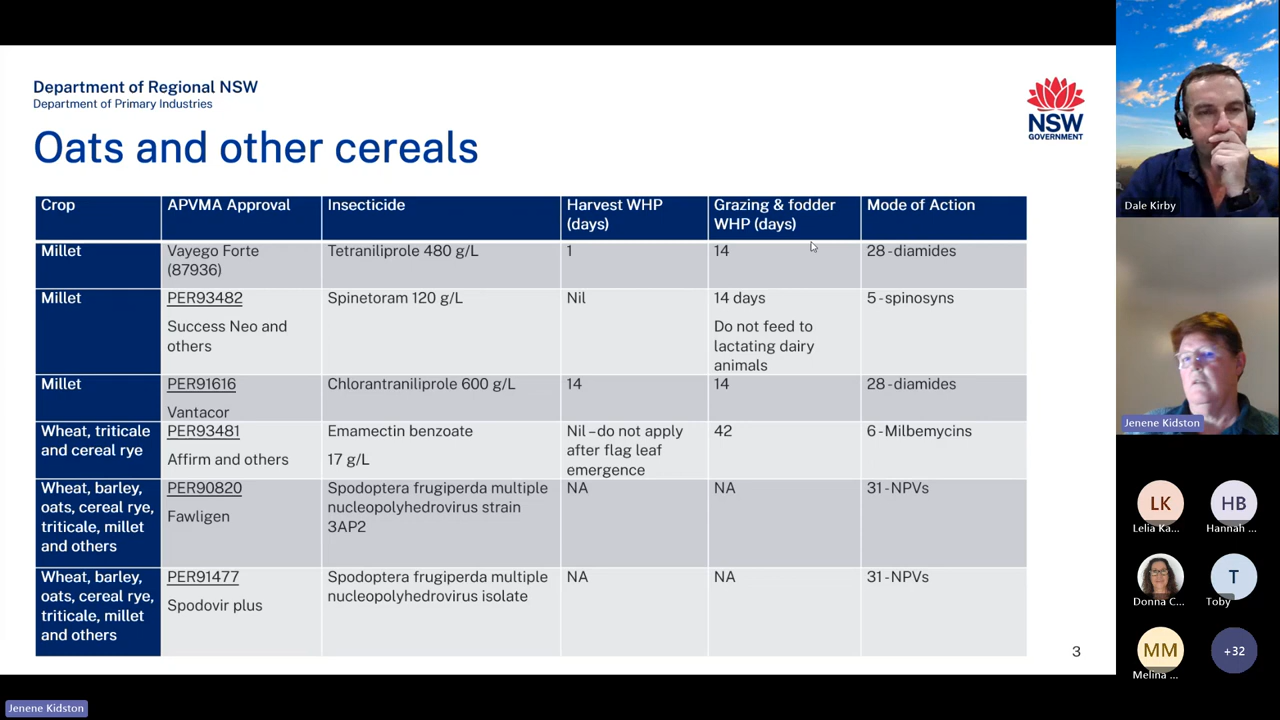 Department of Regional NSW
Department of Primary Industries
NSW
GOVERNMENT
Oats and other cereals
Crop
APVMA Approval
Insecticide
Harvest WHP
(days)
Grazing & fodder
WHP (days)
Mode of Action
Millet
Vayego Forte
(87936)
Tetraniliprole 480 g/L
1
14
28 - diamides
Millet
PER93482
Success Neo and
others
Spinetoram 120 g/L
Nil
14 days
Do not feed to
lactating dairy
animals
5 - spinosyns
Millet
PER91616
Vantacor
Chlorantraniliprole 600 g/L
14
14
28 - diamides
Wheat, triticale
and cereal rye
PER93481
Affirm and others
Emamectin benzoate
17 g/L
Nil – do not apply
after flag leaf
emergence
42
6 - Milbemycins
Wheat, barley,
oats, cereal rye,
triticale, millet
and others
PER90820
Fawligen
Spodoptera frugiperda multiple
nucleopolyhedrovirus strain
3AP2
NA
NA
31 - NPVs
Wheat, barley,
oats, cereal rye,
triticale, millet
and others
PER91477
Spodovir plus
Spodoptera frugiperda multiple
nucleopolyhedrovirus isolate
NA
NA
31 - NPVs
3
Dale Kirby
Jenene Kidston
LK
Lelia Ka...
HB
Hannah ...
Donna C...
T
Toby
MM
Melina ...
+32
Jenene Kidston